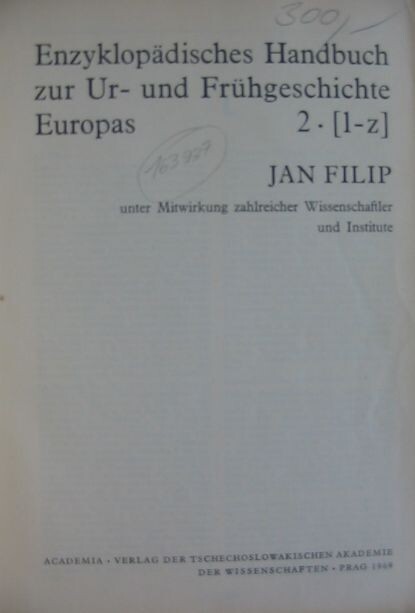 300,–
Enzyklopädisches Handbuch
zur Ur- und Frühgeschichte
Europas 2 · [l-z]
163927
JAN FILIP
unter Mitwirkung zahlreicher Wissenschaftler
und Institute
ACADEMIA · VERLAG DER TSCHECHOSLOWAKISCHEN AKADEMIE
DER WISSENSCHAFTEN · PRAG 1969